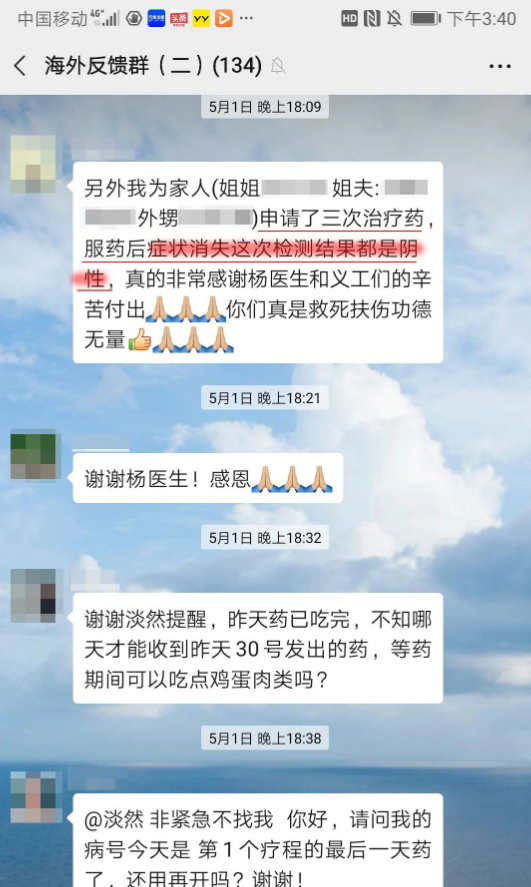 中国移动 4G+ HD 下午3:40
海外反馈群（二）(134)
5月1日 晚上18:09
另外我为家人(姐姐 姐夫:
外甥 )申请了三次治疗药，
服药后症状消失这次检测结果都是阴
性，真的非常感谢杨医生和义工们的辛
苦付出🙏🙏🙏你们真是救死扶伤功德
无量👍🙏🙏🙏
5月1日 晚上18:21
谢谢杨医生！感恩🙏🙏🙏
5月1日 晚上18:32
谢谢淡然提醒，昨天药已吃完，不知哪
天才能收到昨天30号发出的药，等药
期间可以吃点鸡蛋肉类吗？
5月1日 晚上18:38
@淡然 非紧急不找我 你好，请问我的
病号今天是 第1个疗程的最后一天药
了，还用再开吗？谢谢！